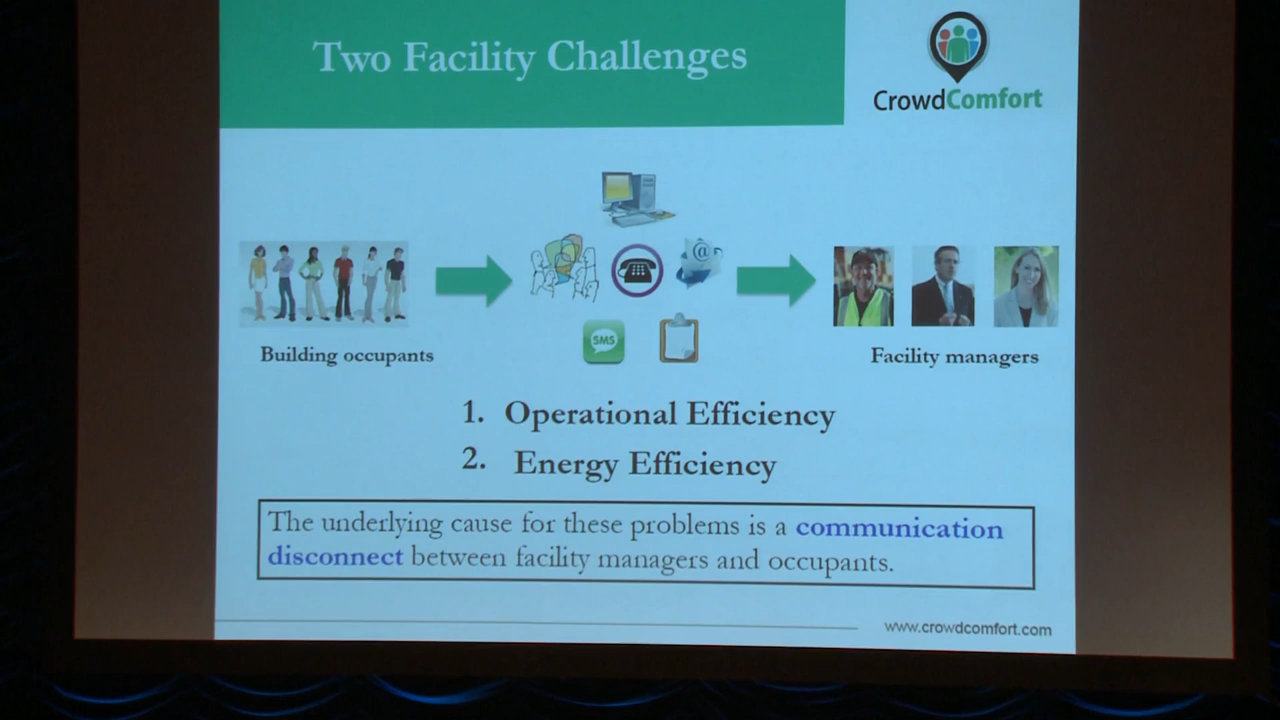 Two Facility Challenges
CrowdComfort
@
SMS
Building occupants
Facility managers
1. Operational Efficiency
2. Energy Efficiency
The underlying cause for these problems is a communication
disconnect between facility managers and occupants.
www.crowdcomfort.com